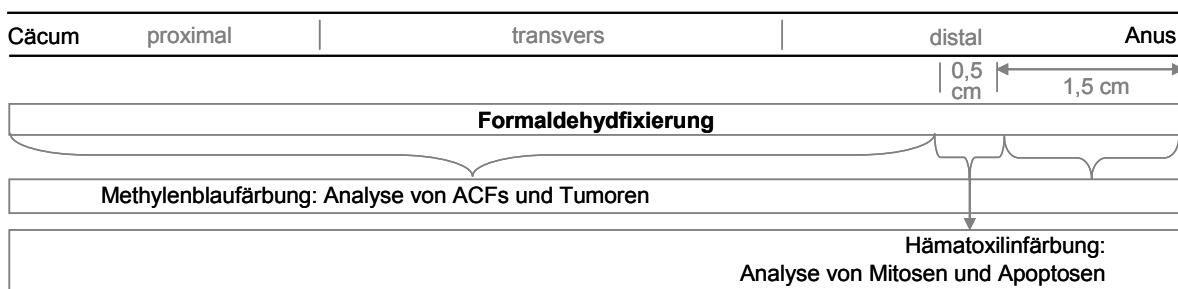 Cäcum proximal transvers distal Anus
0,5
cm
1,5 cm
Formaldehydfixierung
Methylenblaufärbung: Analyse von ACFs und Tumoren
Hämatoxilinfärbung:
Analyse von Mitosen und Apoptosen